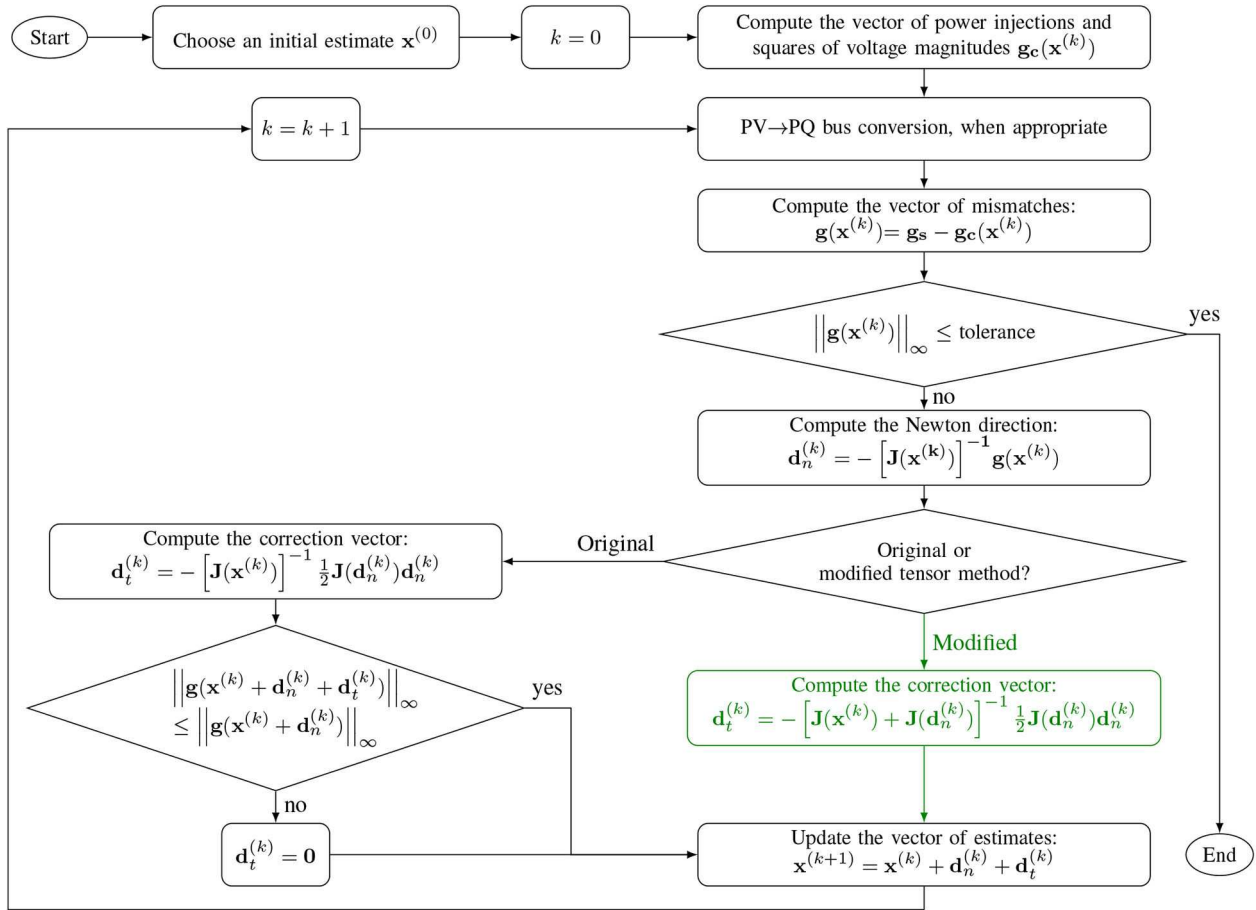 Start
Choose an initial estimate x^(0)
k = 0
Compute the vector of power injections and
squares of voltage magnitudes g_c(x^(k))
k = k + 1
PV→PQ bus conversion, when appropriate
Compute the vector of mismatches:
g(x^(k))= g_s − g_c(x^(k))
||g(x^(k))||_∞ ≤ tolerance
yes
no
Compute the Newton direction:
d_n^(k) = − [J(x^(k))]^−1 g(x^(k))
Original or
modified tensor method?
Original
Compute the correction vector:
d_t^(k) = − [J(x^(k))]^−1 ½J(d_n^(k))d_n^(k)
||g(x^(k) + d_n^(k) + d_t^(k))||_∞
≤ ||g(x^(k) + d_n^(k))||_∞
yes
no
d_t^(k) = 0
Modified
Compute the correction vector:
d_t^(k) = − [J(x^(k)) + J(d_n^(k))]^−1 ½J(d_n^(k))d_n^(k)
Update the vector of estimates:
x^(k+1) = x^(k) + d_n^(k) + d_t^(k)
End